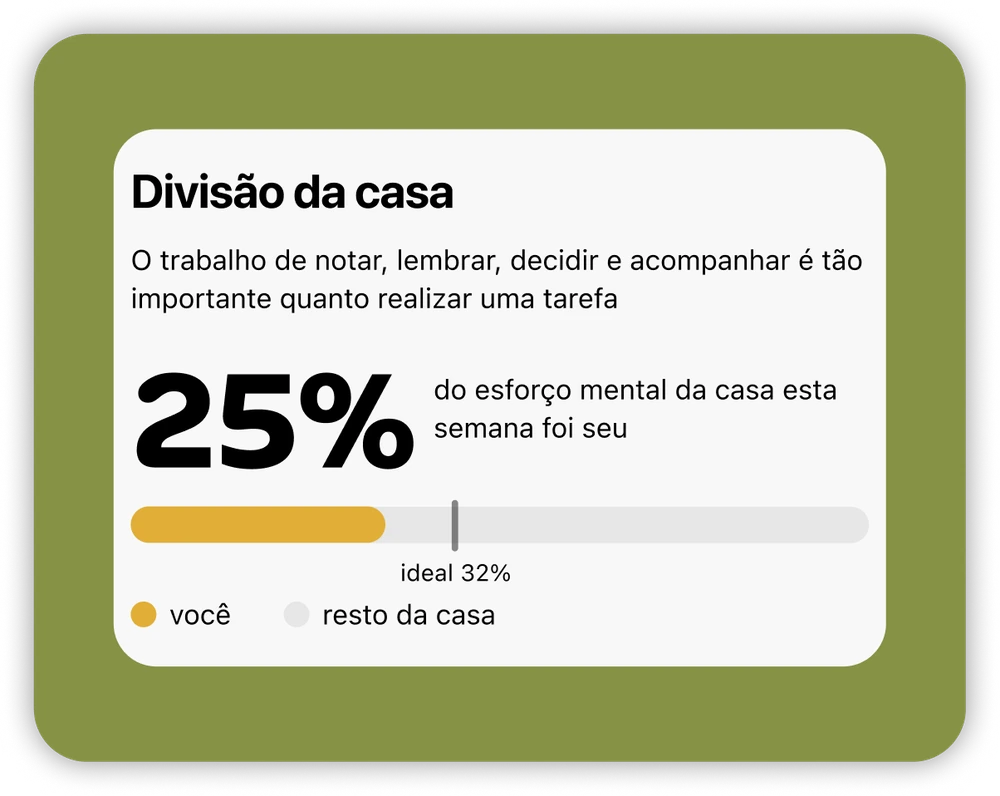 Divisão da casa
O trabalho de notar, lembrar, decidir e acompanhar é tão
importante quanto realizar uma tarefa
25%
do esforço mental da casa esta
semana foi seu
ideal 32%
você
resto da casa